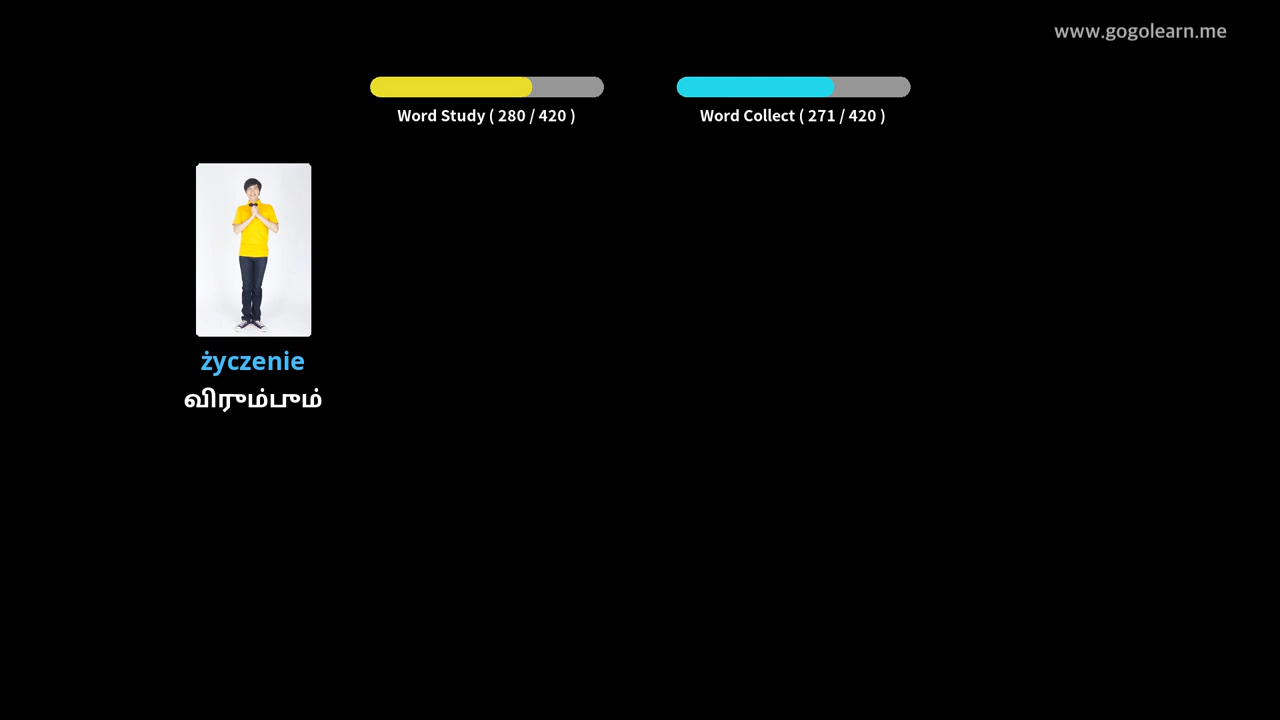 www.gogolearn.me
Word Study ( 280 / 420 )
Word Collect ( 271 / 420 )
życzenie
விரும்பும்